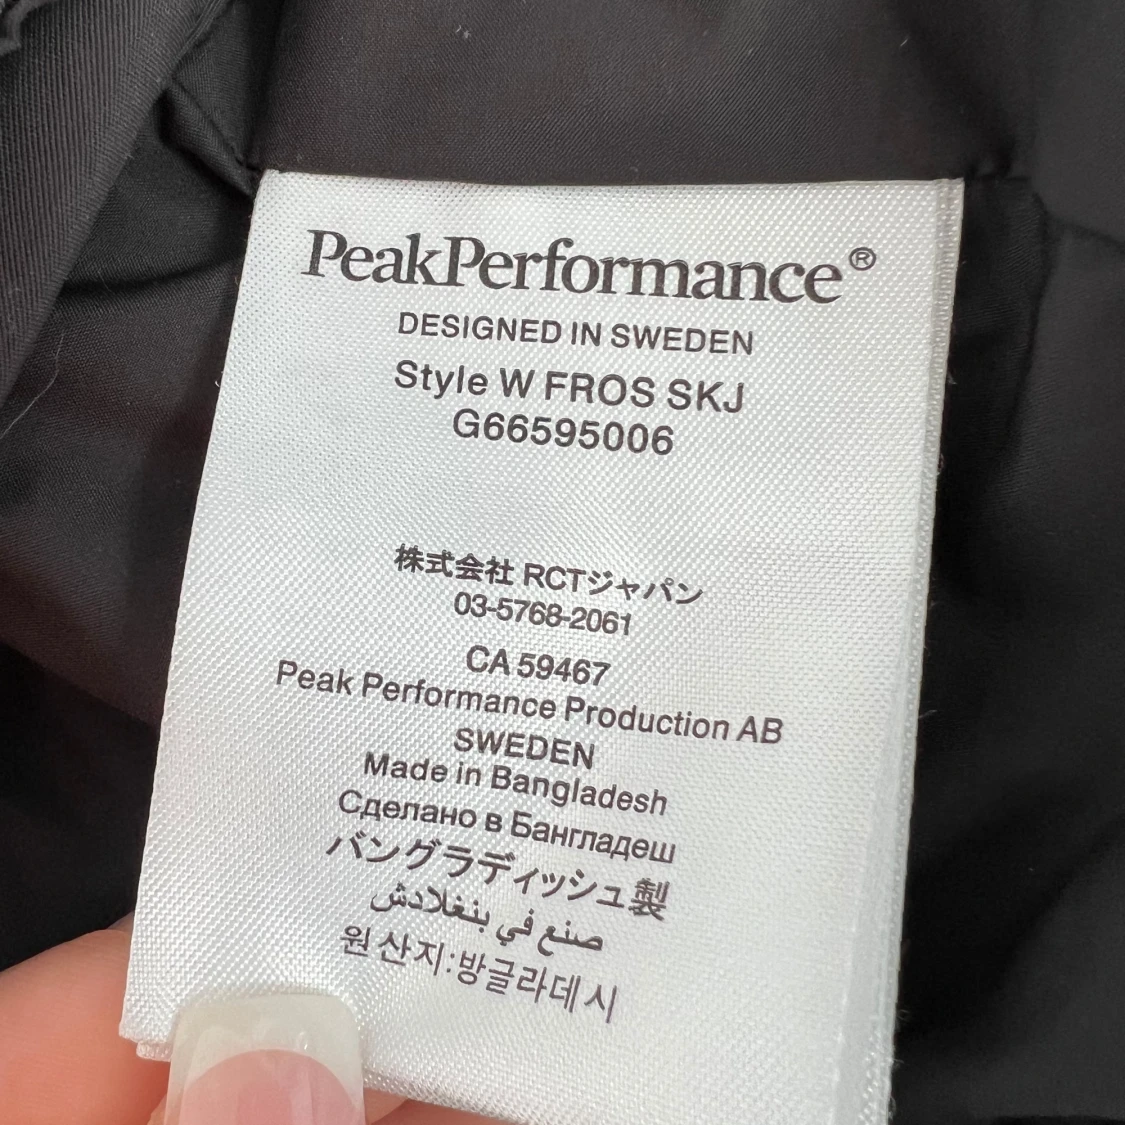 PeakPerformance®
DESIGNED IN SWEDEN
Style W FROS SKJ
G66595006
株式会社 RCTジャパン
03-5768-2061
CA 59467
Peak Performance Production AB
SWEDEN
Made in Bangladesh
Сделано в Бангладеш
バングラディッシュ製
صنع في بنغلادش
원산지:방글라데시